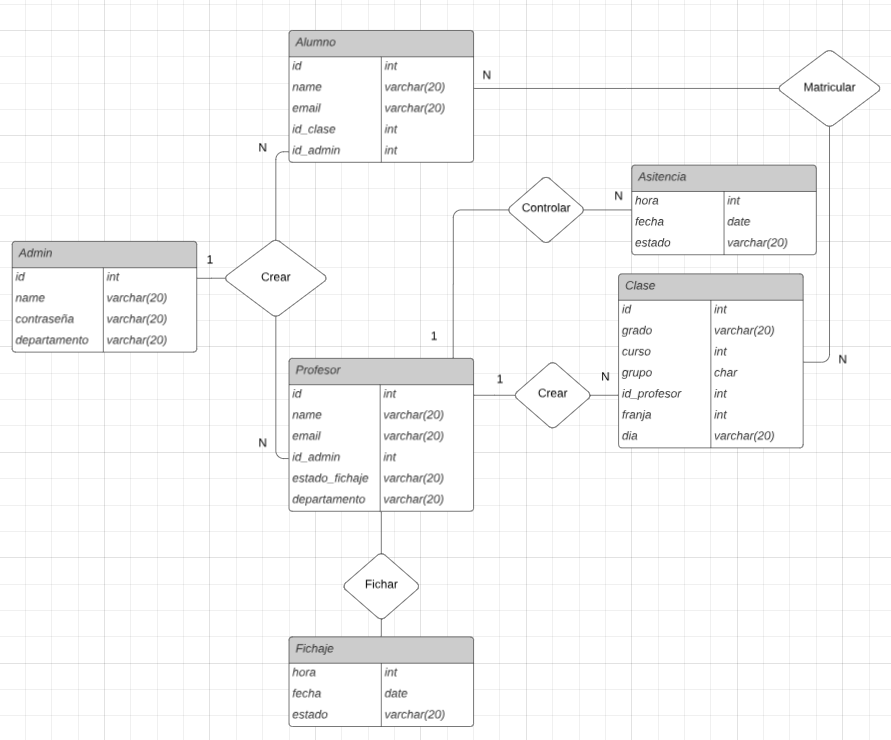 Alumno
id int
name varchar(20)
email varchar(20)
id_clase int
id_admin int
N
N
Matricular
Controlar
N
Asitencia
hora int
fecha date
estado varchar(20)
Admin
id int
name varchar(20)
contraseña varchar(20)
departamento varchar(20)
1
Crear
N
1
Clase
id int
grado varchar(20)
curso int
grupo char
id_profesor int
franja int
dia varchar(20)
N
Profesor
id int
name varchar(20)
email varchar(20)
id_admin int
estado_fichaje varchar(20)
departamento varchar(20)
1
Crear
N
Fichar
Fichaje
hora int
fecha date
estado varchar(20)